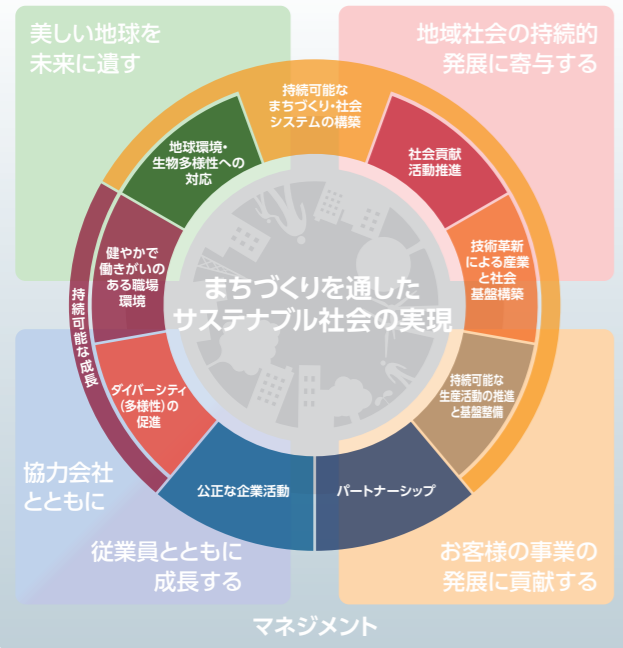 美しい地球を
未来に遺す
地域社会の持続的
発展に寄与する
持続可能な
まちづくり・社会
システムの構築
地球環境・
生物多様性への
対応
社会貢献
活動推進
健やかで
働きがいの
ある職場
環境
技術革新
による産業
と社会
基盤構築
持続可能な成長
まちづくりを通した
サステナブル社会の実現
ダイバーシティ
(多様性)の
促進
持続可能な
生産活動の推進
と基盤整備
公正な企業活動
パートナーシップ
協力会社
とともに
従業員とともに
成長する
お客様の事業の
発展に貢献する
マネジメント